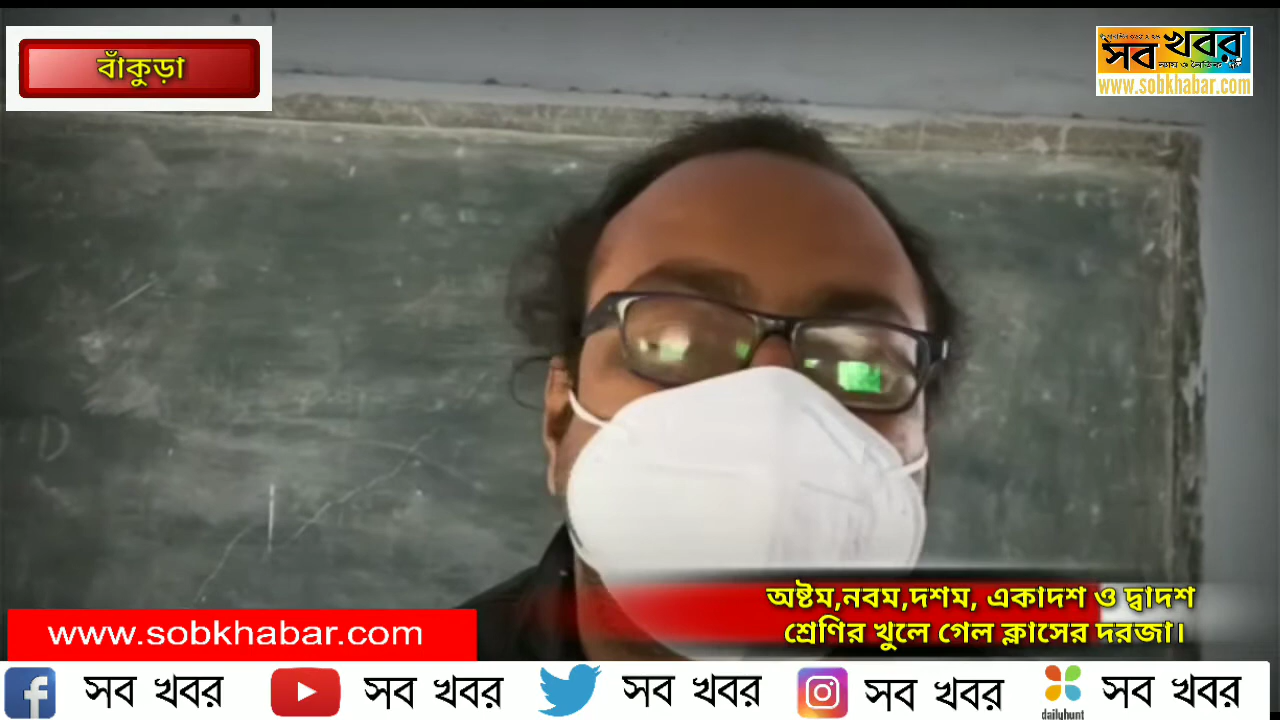 বাঁকুড়া
সব খবর
www.sobkhabar.com
অষ্টম,নবম,দশম, একাদশ ও দ্বাদশ
শ্রেণির খুলে গেল ক্লাসের দরজা।
www.sobkhabar.com
সব খবর সব খবর সব খবর সব খবর সব খবর
dailyhunt